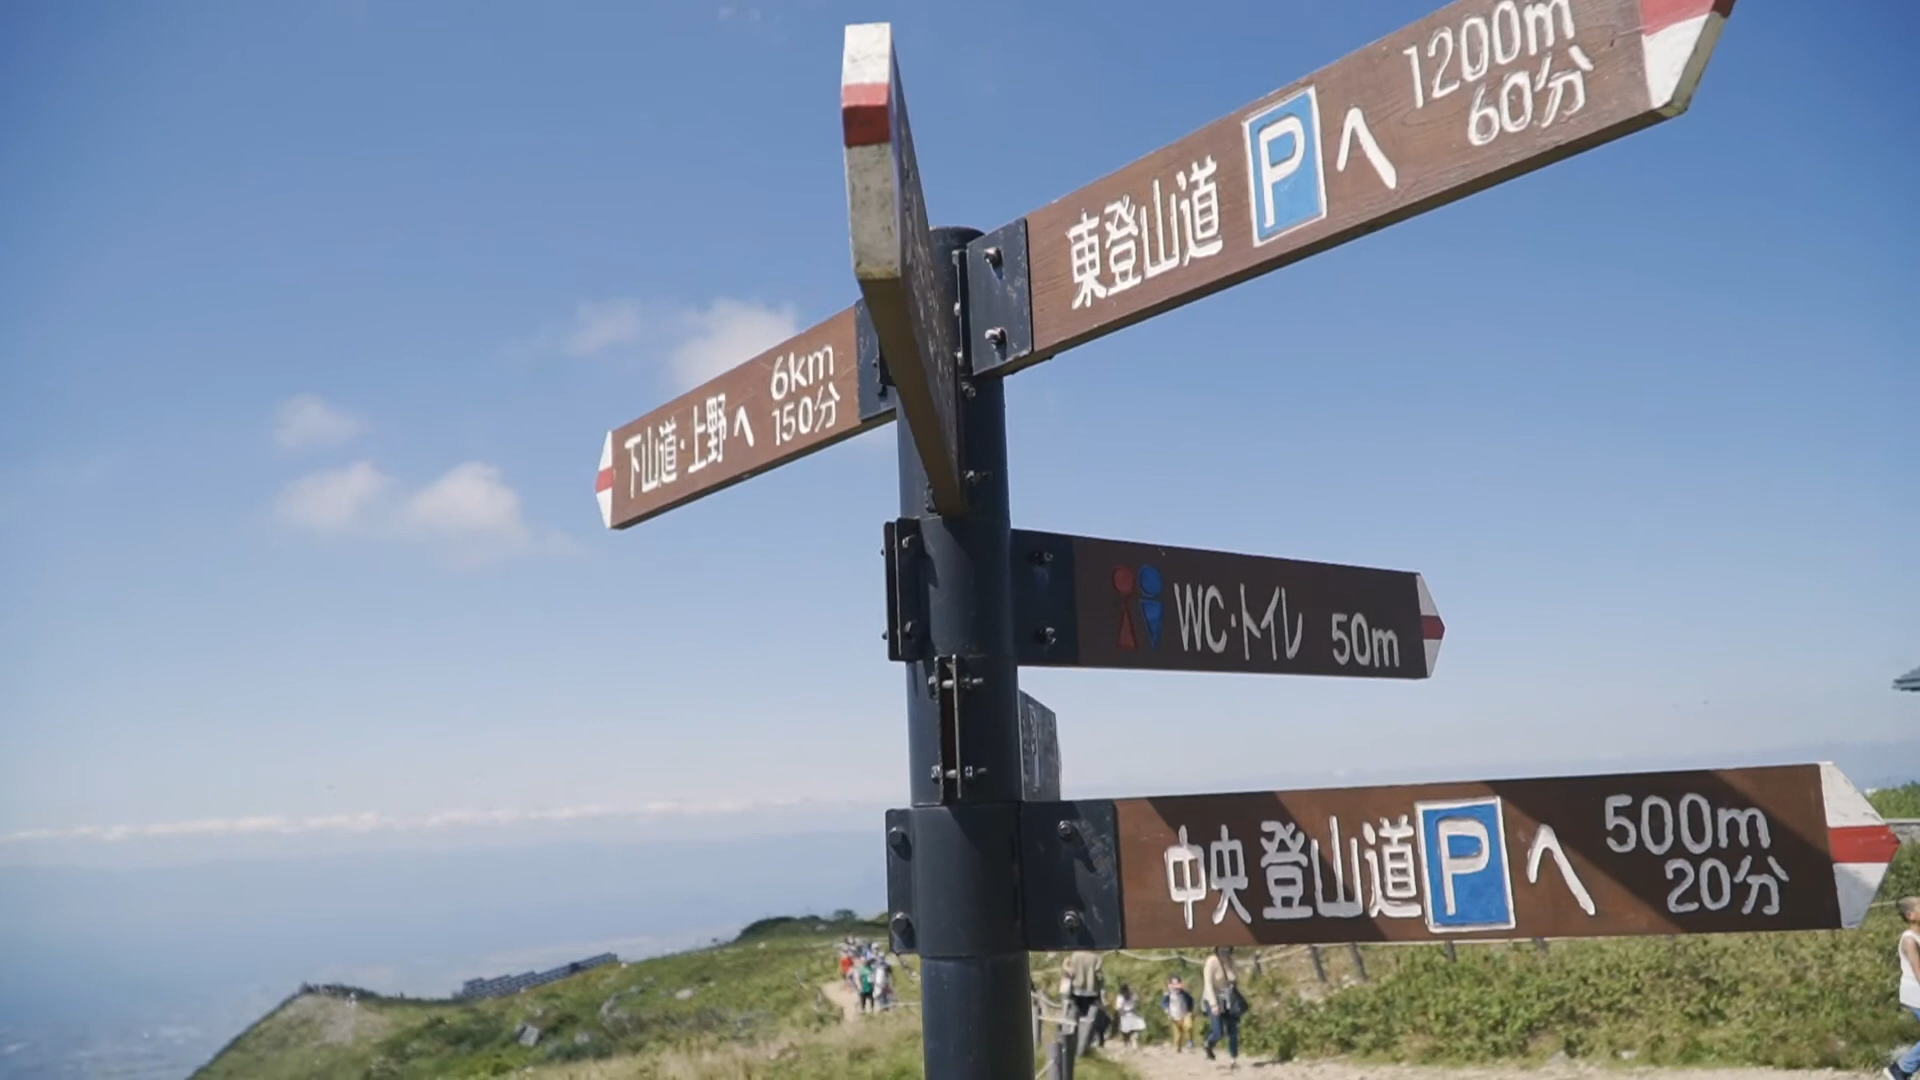 東登山道 P へ 1200m
60分
下山道・上野へ 6km
150分
WC・トイレ 50m
中央登山道 P へ 500m
20分